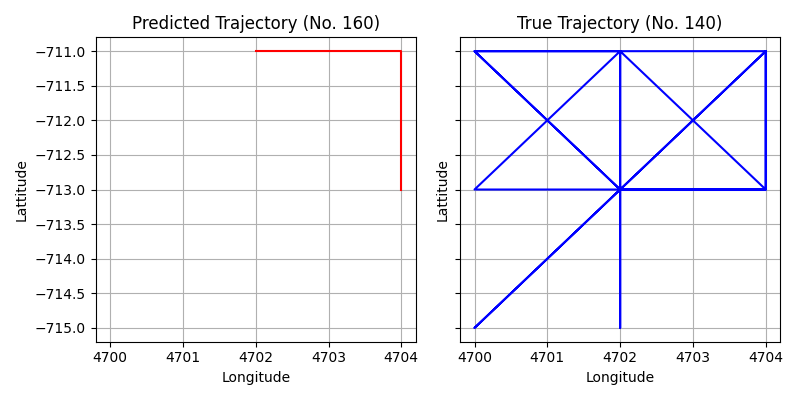 Predicted Trajectory (No. 160)
True Trajectory (No. 140)
Lattitude
−711.0
−711.5
−712.0
−712.5
−713.0
−713.5
−714.0
−714.5
−715.0
4700 4701 4702 4703 4704
Longitude
Lattitude
4700 4701 4702 4703 4704
Longitude